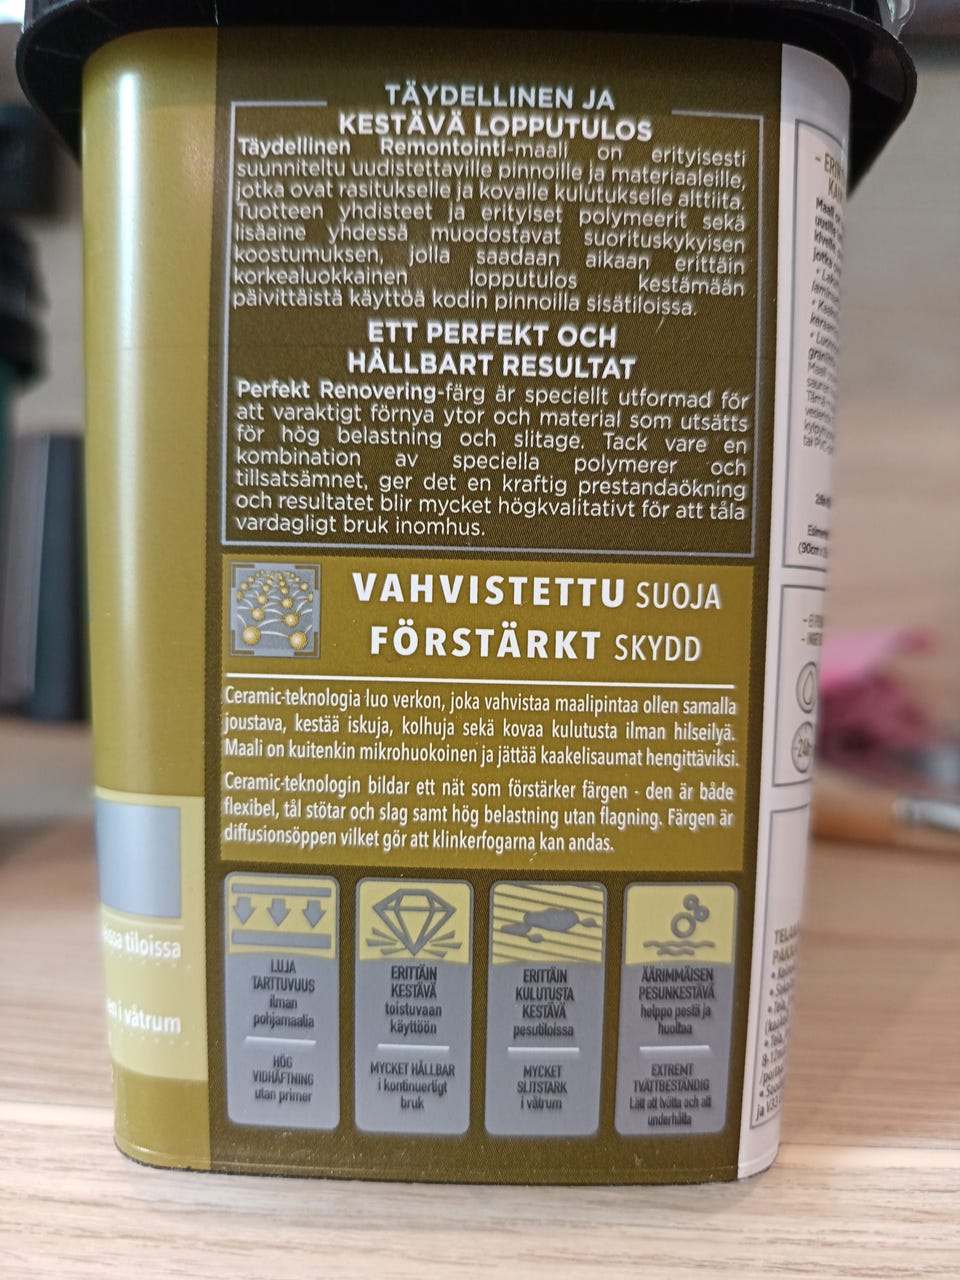 TÄYDELLINEN JA
KESTÄVÄ LOPPUTULOS
Täydellinen Remontointi-maali on erityisesti
suunniteltu uudistettaville pinnoille ja materiaaleille,
jotka ovat rasitukselle ja kovalle kulutukselle alttiita.
Tuotteen yhdisteet ja erityiset polymeerit sekä
lisäaine yhdessä muodostavat suorituskykyisen
koostumuksen, jolla saadaan aikaan erittäin
korkealuokkainen lopputulos kestämään
päivittäistä käyttöä kodin pinnoilla sisätiloissa.
ETT PERFEKT OCH
HÅLLBART RESULTAT
Perfekt Renovering-färg är speciellt utformad för
att varaktigt förnya ytor och material som utsätts
för hög belastning och slitage. Tack vare en
kombination av speciella polymerer och
tillsatsämnet, ger det en kraftig prestandaökning
och resultatet blir mycket högkvalitativt för att tåla
vardagligt bruk inomhus.
VAHVISTETTU SUOJA
FÖRSTÄRKT SKYDD
Ceramic-teknologia luo verkon, joka vahvistaa maalipintaa ollen samalla
joustava, kestää iskuja, kolhuja sekä kovaa kulutusta ilman hilseilyä.
Maali on kuitenkin mikrohuokoinen ja jättää kaakelisaumat hengittäviksi.
Ceramic-teknologin bildar ett nät som förstärker färgen - den är både
flexibel, tål stötar och slag samt hög belastning utan flagning. Färgen är
diffusionsöppen vilket gör att klinkerfogarna kan andas.
LUJA
TARTTUVUUS
ilman
pohjamaalia
HÖG
VIDHÄFTNING
utan primer
ERITTÄIN
KESTÄVÄ
toistuvaan
käyttöön
MYCKET HÅLLBAR
i kontinuerligt
bruk
ERITTÄIN
KULUTUSTA
KESTÄVÄ
pesutiloissa
MYCKET
SLITSTARK
i våtrum
ÄÄRIMMÄISEN
PESUNKESTÄVÄ
helppo pestä ja
huoltaa
EXTREMT
TVÄTTBESTÄNDIG
Lätt att tvätta och att
underhålla
tiloissa
i våtrum